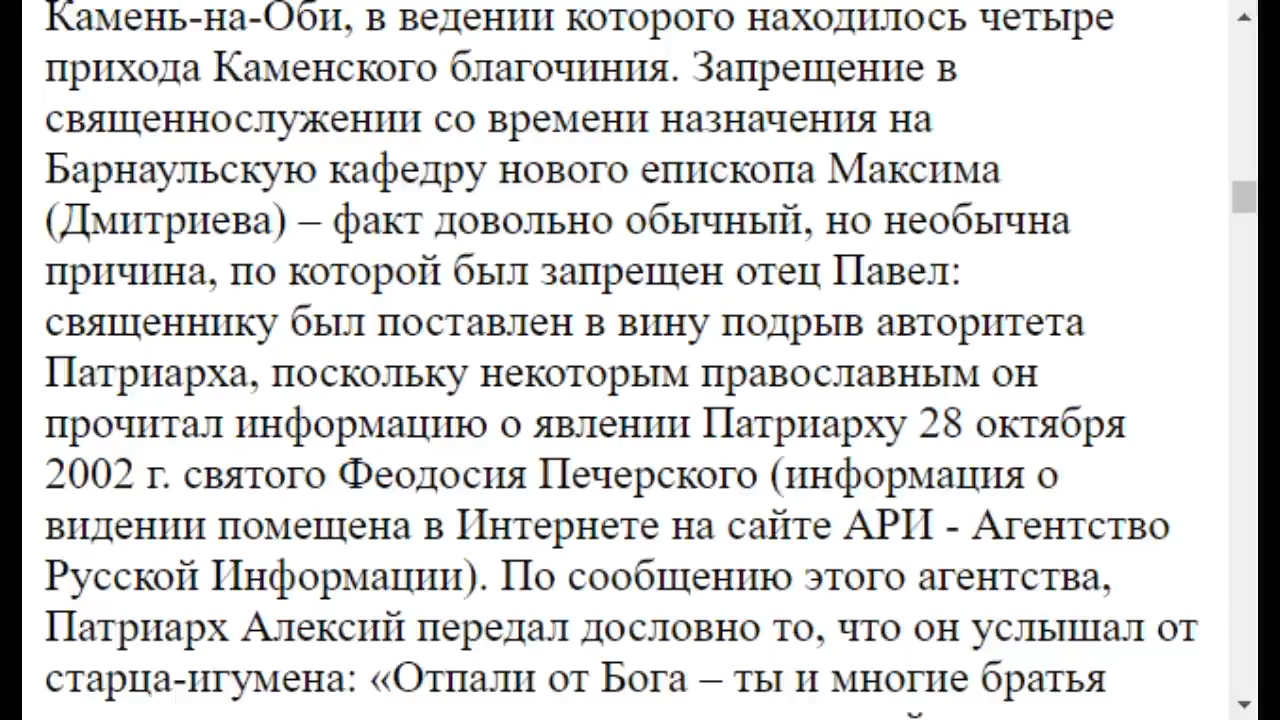 Камень-на-Оби, в ведении которого находилось четыре
прихода Каменского благочиния. Запрещение в
священнослужении со времени назначения на
Барнаульскую кафедру нового епископа Максима
(Дмитриева) – факт довольно обычный, но необычна
причина, по которой был запрещен отец Павел:
священнику был поставлен в вину подрыв авторитета
Патриарха, поскольку некоторым православным он
прочитал информацию о явлении Патриарху 28 октября
2002 г. святого Феодосия Печерского (информация о
видении помещена в Интернете на сайте АРИ - Агентство
Русской Информации). По сообщению этого агентства,
Патриарх Алексий передал дословно то, что он услышал от
старца-игумена: «Отпали от Бога – ты и многие братья